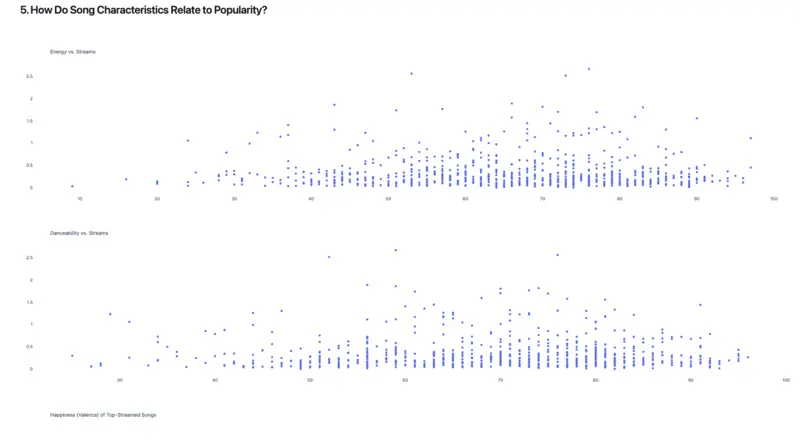 5. How Do Song Characteristics Relate to Popularity?
Energy vs. Streams
2.5
2
1.5
1
0.5
0
10 20 30 40 50 60 70 80 90 100
Danceability vs. Streams
2.5
2
1.5
1
0.5
0
30 40 50 60 70 80 90 100
Happiness (Valence) of Top-Streamed Songs